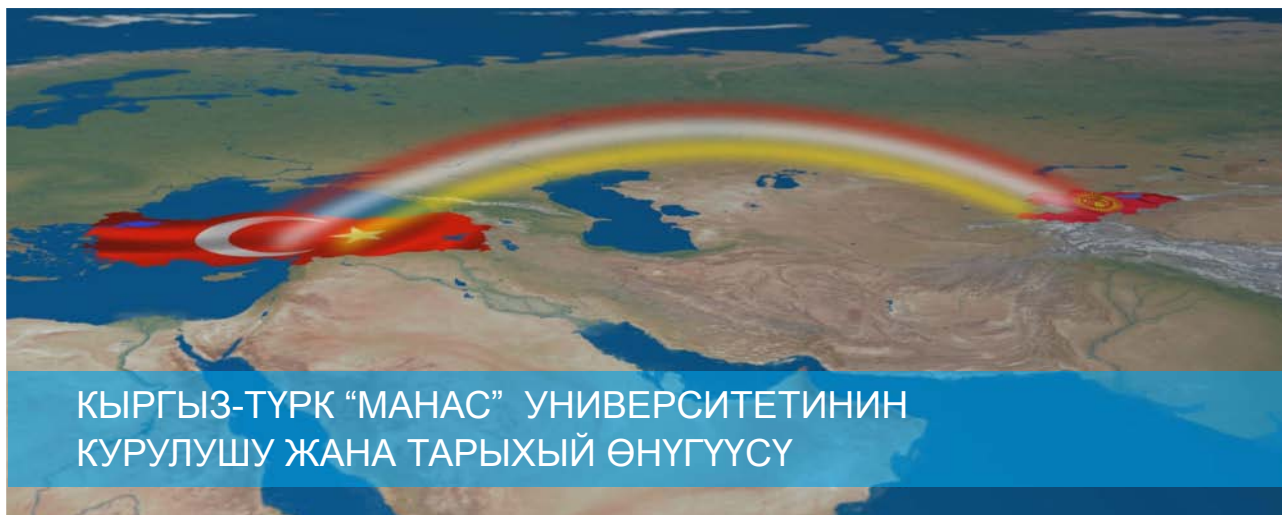 КЫРГЫЗ-ТҮРК “МАНАС” УНИВЕРСИТЕТИНИН
КУРУЛУШУ ЖАНА ТАРЫХЫЙ ӨНҮГҮҮСҮ